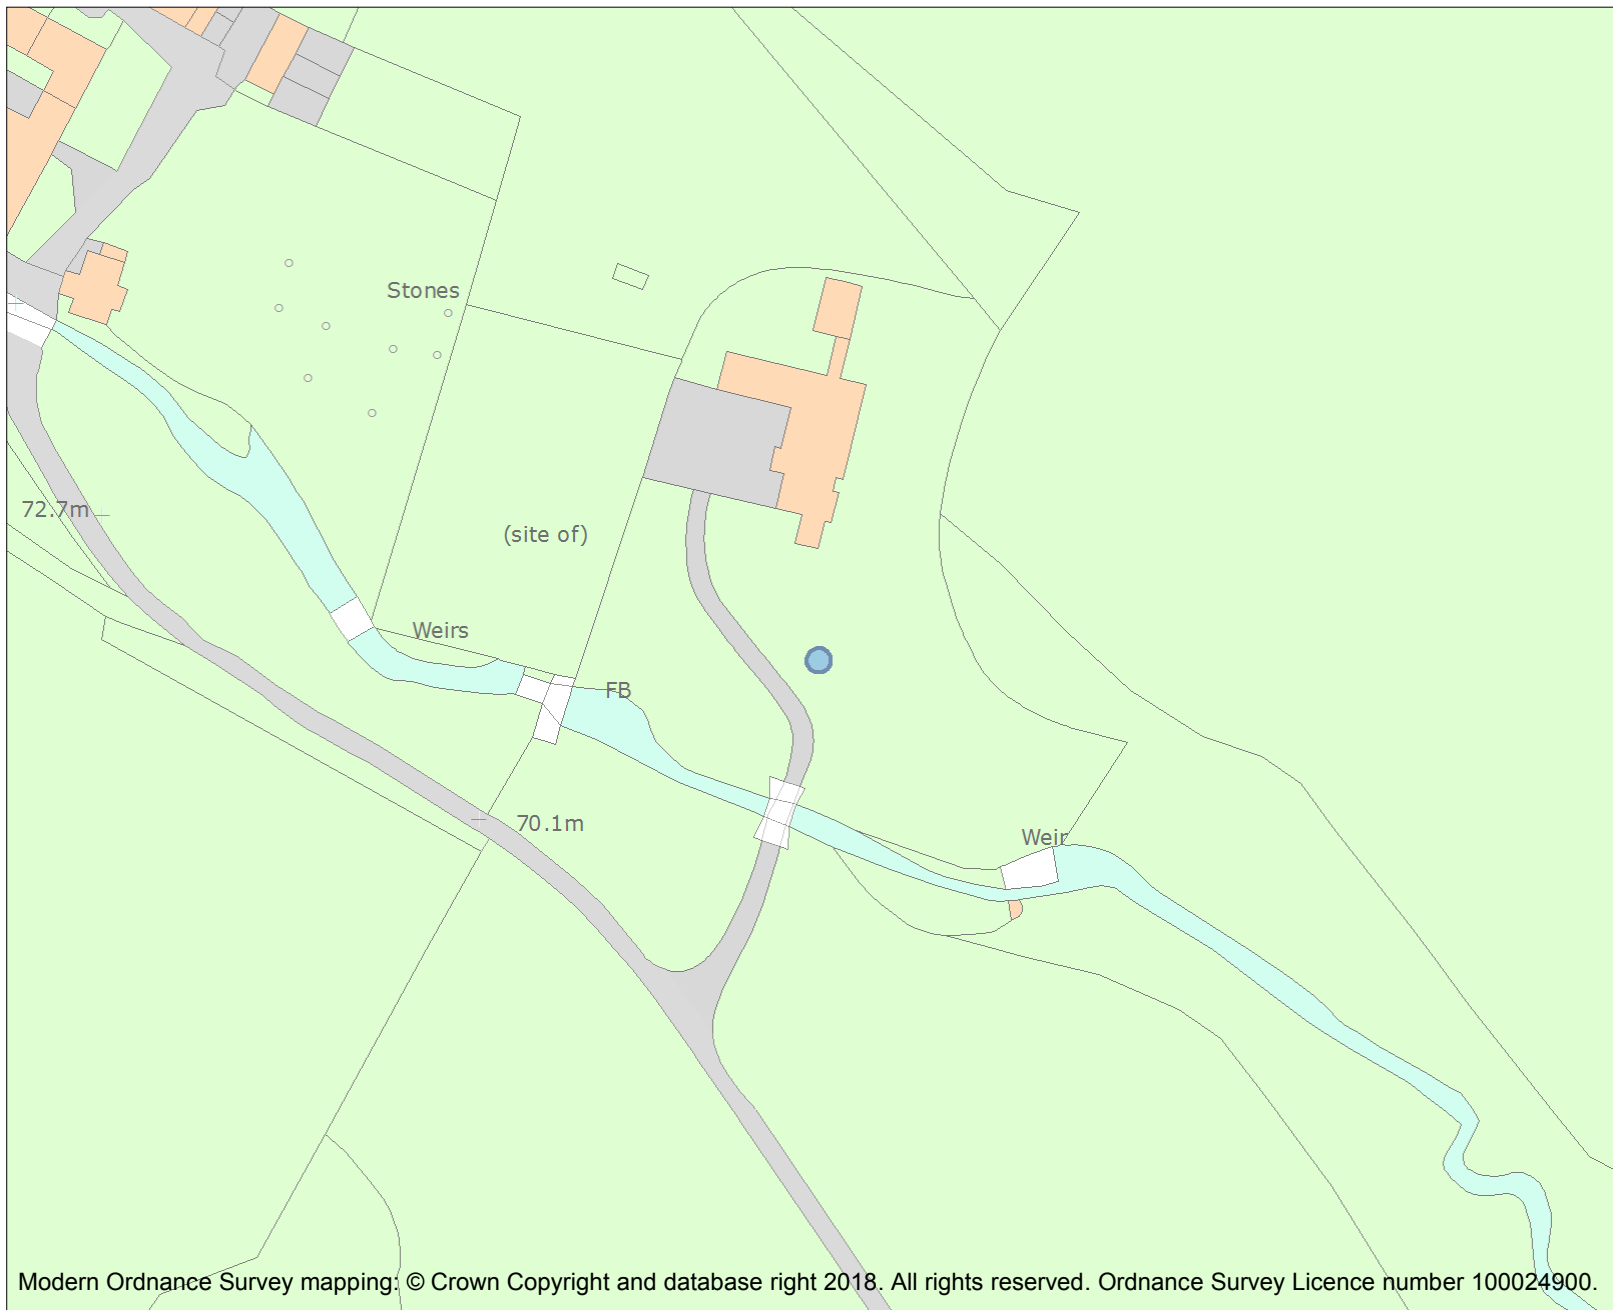 Stones
72.7m
(site of)
Weirs
FB
70.1m
Weir
Modern Ordnance Survey mapping: © Crown Copyright and database right 2018. All rights reserved. Ordnance Survey Licence number 100024900.